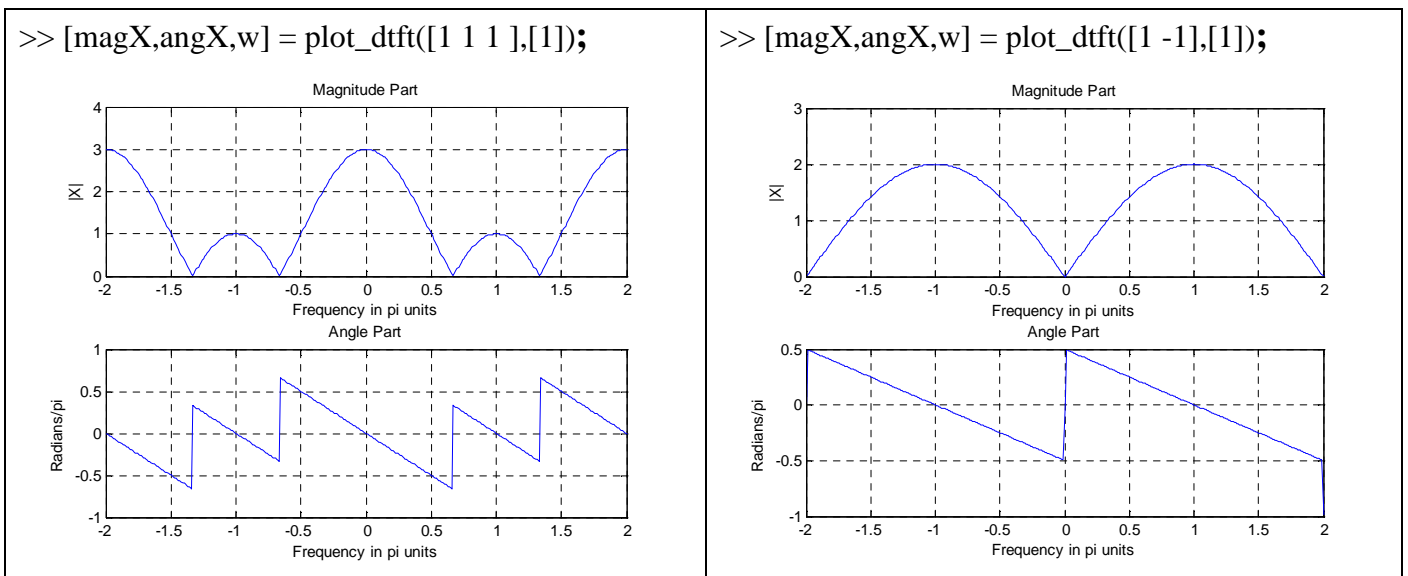 >> [magX,angX,w] = plot_dtft([1 1 1 ],[1]);
Magnitude Part
4
3
2
1
0
|X|
-2 -1.5 -1 -0.5 0 0.5 1 1.5 2
Frequency in pi units
Angle Part
1
0.5
0
-0.5
-1
Radians/pi
-2 -1.5 -1 -0.5 0 0.5 1 1.5 2
Frequency in pi units
>> [magX,angX,w] = plot_dtft([1 -1],[1]);
Magnitude Part
3
2
1
0
|X|
-2 -1.5 -1 -0.5 0 0.5 1 1.5 2
Frequency in pi units
Angle Part
0.5
0
-0.5
-1
Radians/pi
-2 -1.5 -1 -0.5 0 0.5 1 1.5 2
Frequency in pi units